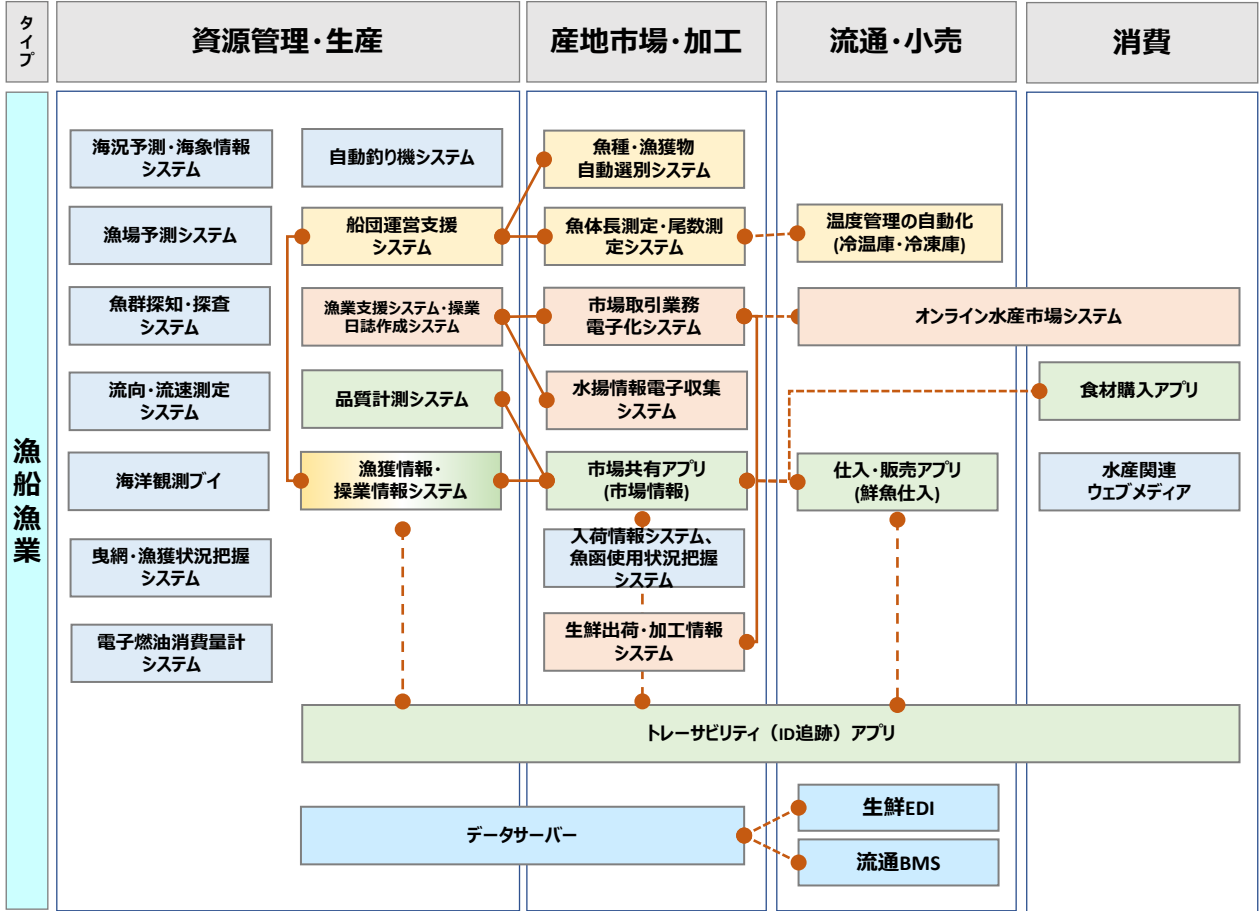 タイプ
資源管理・生産
産地市場・加工
流通・小売
消費
漁船漁業
海況予測・海象情報
システム
漁場予測システム
魚群探知・探査
システム
流向・流速測定
システム
海洋観測ブイ
曳網・漁獲状況把握
システム
電子燃油消費量計
システム
自動釣り機システム
船団運営支援
システム
漁業支援システム・操業
日誌作成システム
品質計測システム
漁獲情報・
操業情報システム
魚種・漁獲物
自動選別システム
魚体長測定・尾数測
定システム
市場取引業務
電子化システム
水揚情報電子収集
システム
市場共有アプリ
(市場情報)
入荷情報システム、
魚函使用状況把握
システム
生鮮出荷・加工情報
システム
温度管理の自動化
(冷温庫・冷凍庫)
オンライン水産市場システム
仕入・販売アプリ
(鮮魚仕入)
食材購入アプリ
水産関連
ウェブメディア
トレーサビリティ（ID追跡）アプリ
データサーバー
生鮮EDI
流通BMS